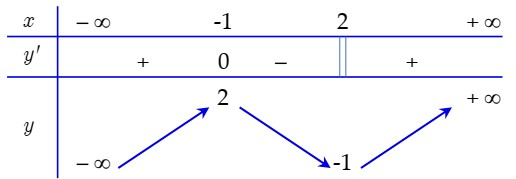 x − ∞ -1 2 + ∞
y′ + 0 − +
2 + ∞
y
− ∞ -1